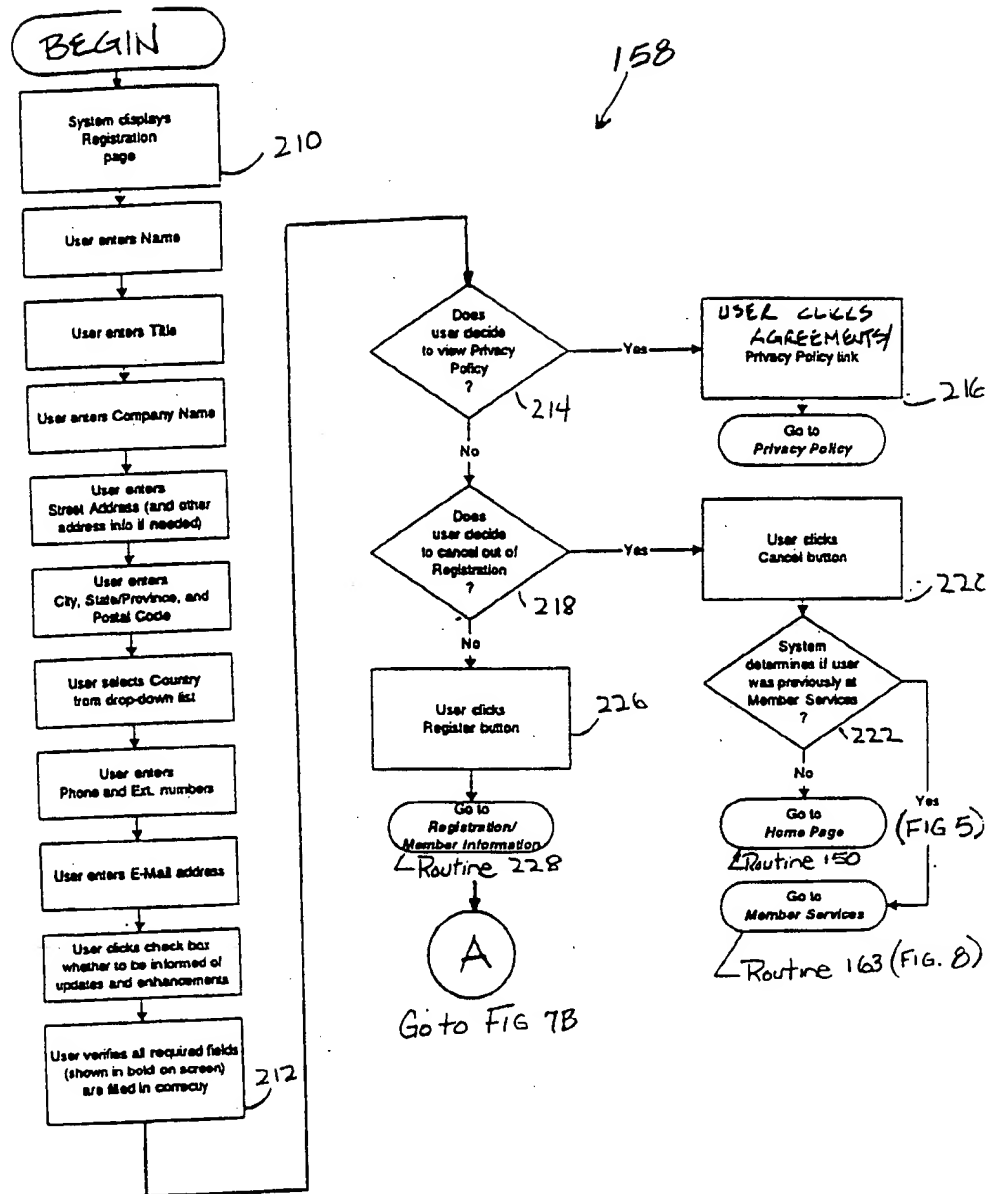 BEGIN
158
System displays
Registration
page
210
User enters Name
User enters Title
User enters Company Name
User enters
Street Address (and other
address info if needed)
User enters
City, State/Province, and
Postal Code
User selects Country
from drop-down list
User enters
Phone and Ext. numbers
User enters E-Mail address
User clicks check box
whether to be informed of
updates and enhancements
User verifies all required fields
(shown in bold on screen)
are filled in correctly
212
Does
user decide
to view Privacy
Policy
?
214
Yes
USER CLICLS
AGREEMENTS/
Privacy Policy link
216
Go to
Privacy Policy
No
Does
user decide
to cancel out of
Registration
?
218
Yes
User clicks
Cancel button
220
No
User clicks
Register button
226
System
determines if user
was previously at
Member Services
?
222
No
Yes
Go to
Registration/
Member Information
Routine 228
Go to
Home Page
(FIG 5)
Routine 150
Go to
Member Services
Routine 163 (FIG. 8)
A
Go to FIG 7B